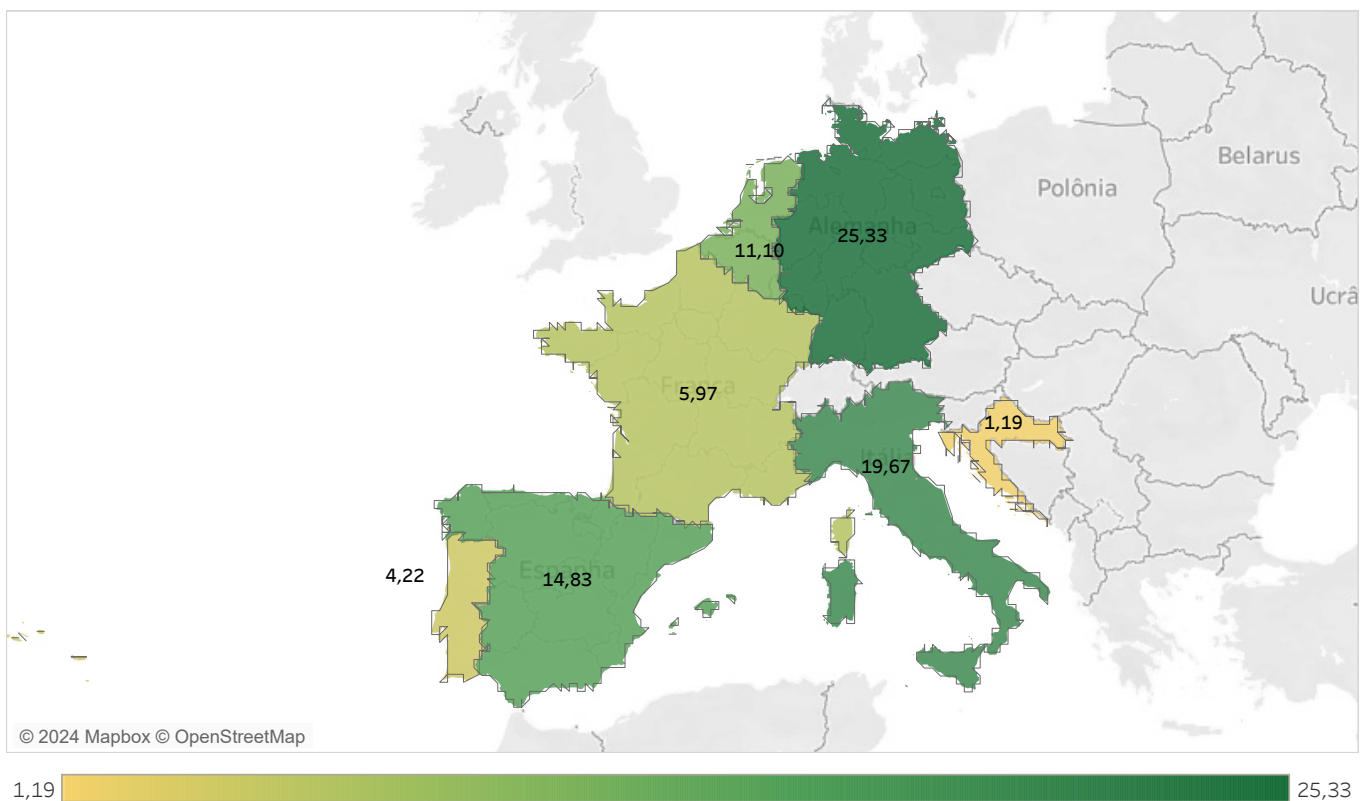 Belarus
Polônia
Alemanha
25,33
11,10
Ucrâ
França
5,97
1,19
Itália
19,67
4,22
Espanha
14,83
© 2024 Mapbox © OpenStreetMap
1,19
25,33